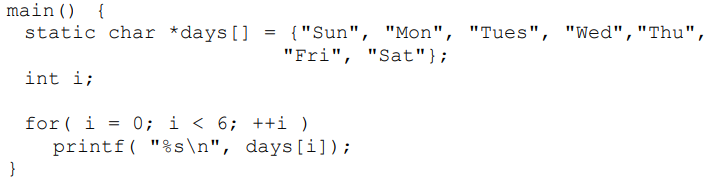 main() {
static char *days[] = {"Sun", "Mon", "Tues", "Wed","Thu",
"Fri", "Sat"};
int i;
for( i = 0; i < 6; ++i )
printf( "%s\n", days[i]);
}